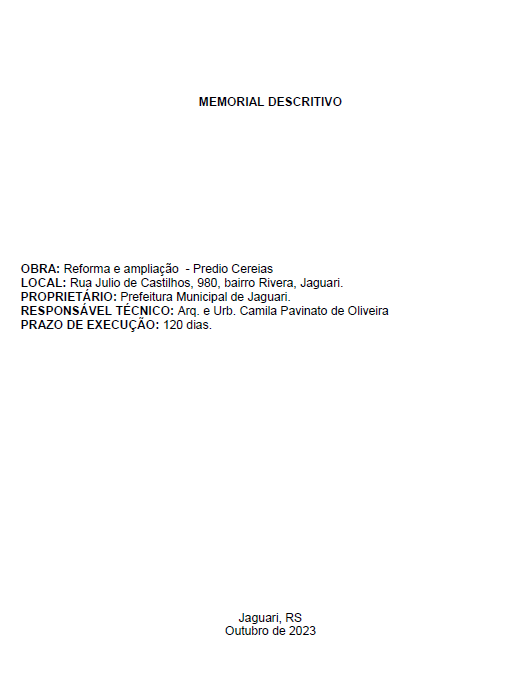 MEMORIAL DESCRITIVO
OBRA: Reforma e ampliação - Predio Cereias
LOCAL: Rua Julio de Castilhos, 980, bairro Rivera, Jaguari.
PROPRIETÁRIO: Prefeitura Municipal de Jaguari.
RESPONSÁVEL TÉCNICO: Arq. e Urb. Camila Pavinato de Oliveira
PRAZO DE EXECUÇÃO: 120 dias.
Jaguari, RS
Outubro de 2023